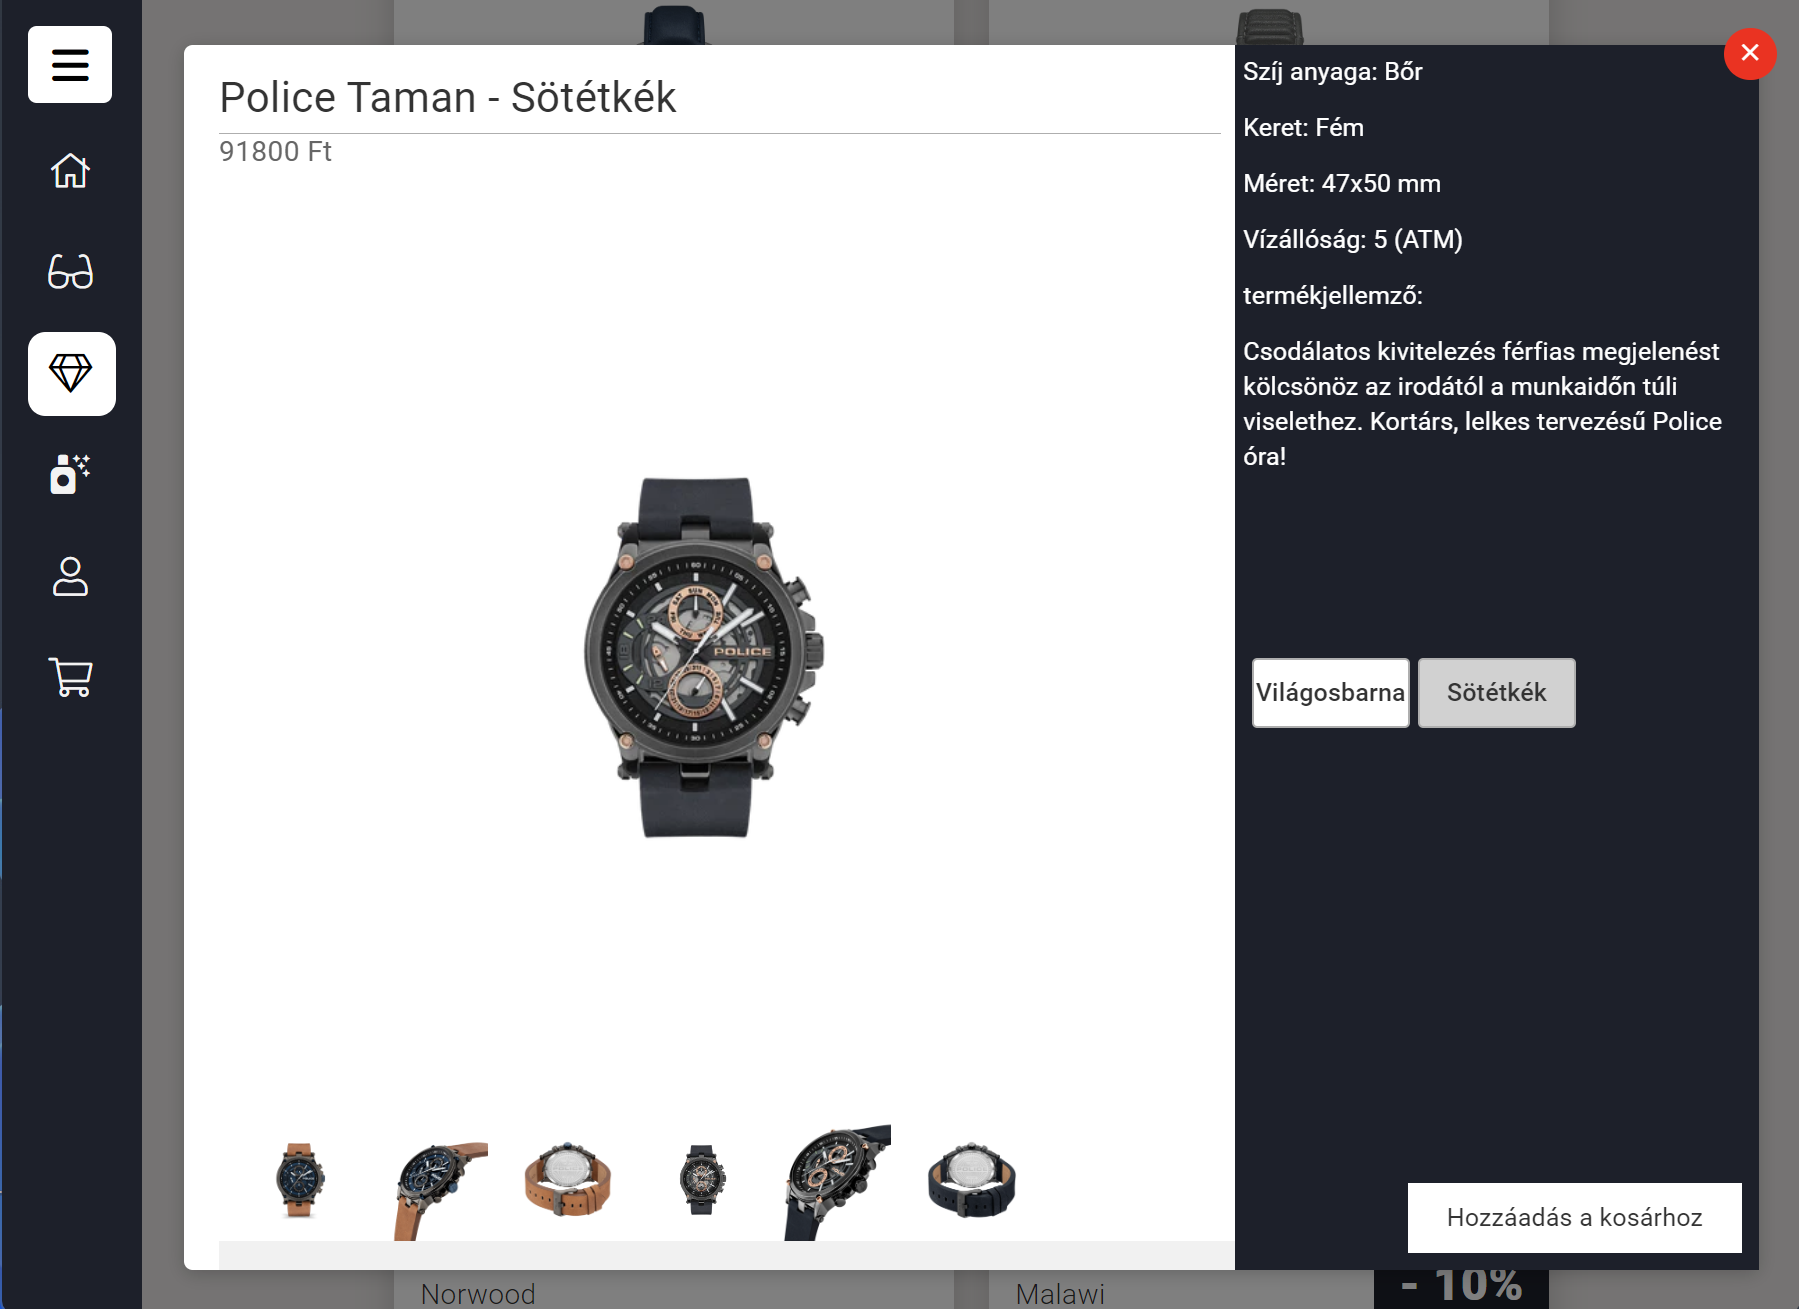 Police Taman - Sötétkék
91800 Ft
POLICE
Szíj anyaga: Bőr
Keret: Fém
Méret: 47x50 mm
Vízállóság: 5 (ATM)
termékjellemző:
Csodálatos kivitelezés férfias megjelenést
kölcsönöz az irodától a munkaidőn túli
viselethez. Kortárs, lelkes tervezésű Police
óra!
Világosbarna
Sötétkék
Hozzáadás a kosárhoz
Norwood
Malawi
- 10%